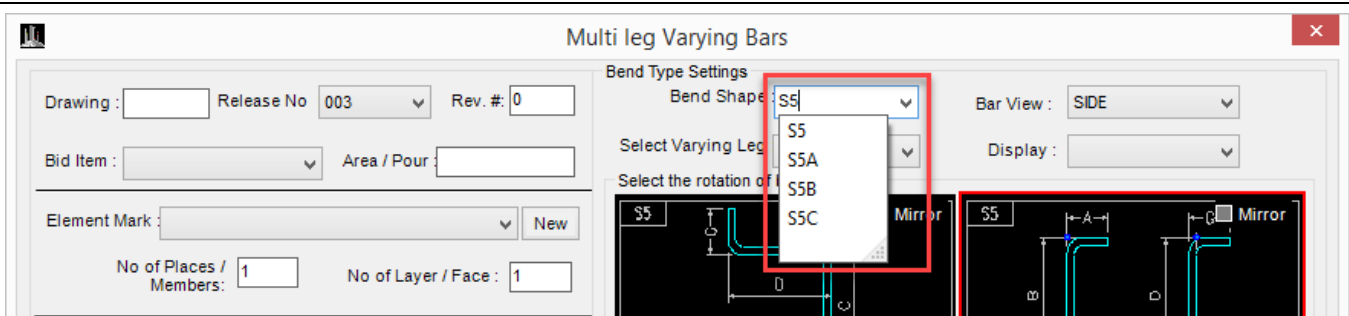 Multi leg Varying Bars
Drawing : Release No 003 Rev. #: 0
Bid Item : Area / Pour :
Element Mark : New
No of Places / Members: 1 No of Layer / Face : 1
Bend Type Settings
Bend Shape: S5 Bar View : SIDE
S5
S5A
S5B
S5C
Select Varying Leg Display :
Select the rotation of
S5 G D C Mirror
S5 A G B D Mirror